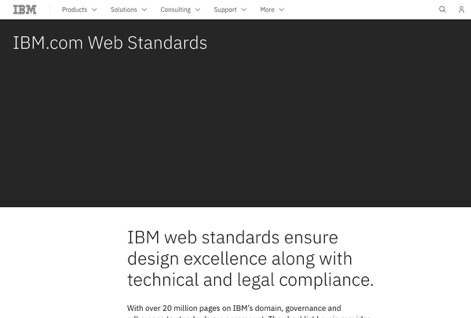 IBM Products Solutions Consulting Support More
IBM.com Web Standards
IBM web standards ensure
design excellence along with
technical and legal compliance.
With over 20 million pages on IBM's domain, governance and